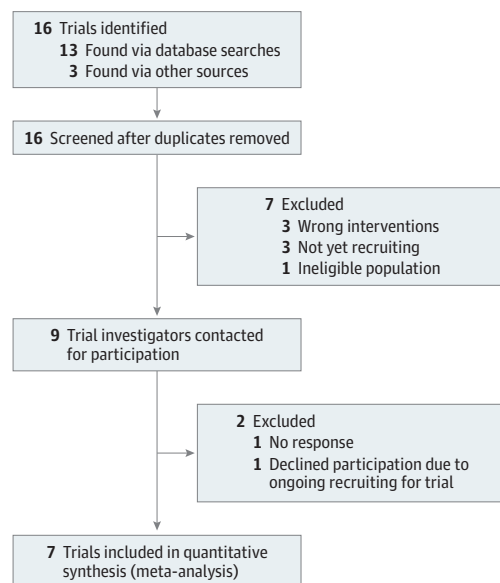 16 Trials identified
13 Found via database searches
3 Found via other sources
16 Screened after duplicates removed
7 Excluded
3 Wrong interventions
3 Not yet recruiting
1 Ineligible population
9 Trial investigators contacted
for participation
2 Excluded
1 No response
1 Declined participation due to
ongoing recruiting for trial
7 Trials included in quantitative
synthesis (meta-analysis)